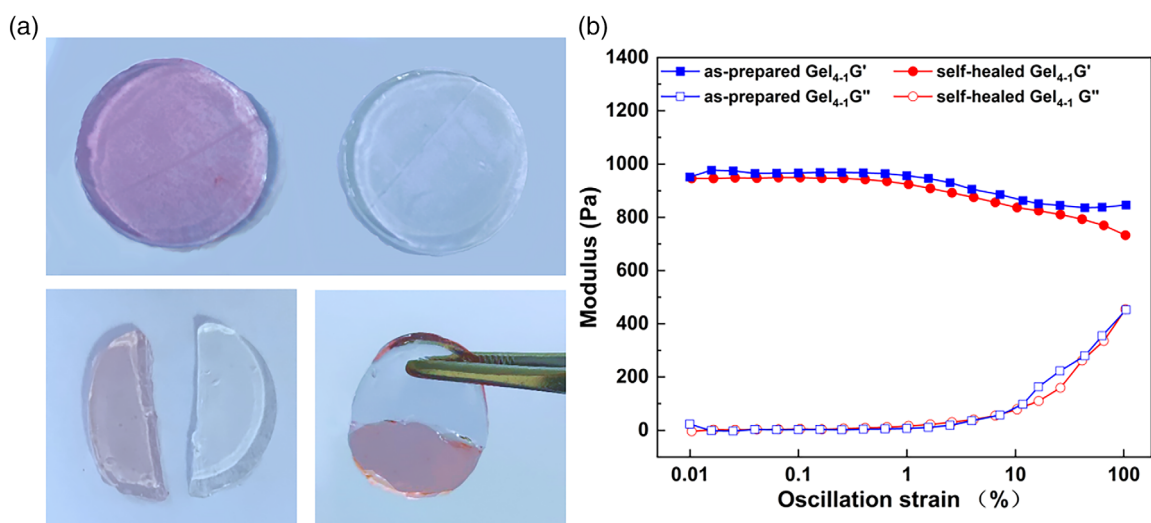 (a)
(b)
1400
1200
1000
800
600
400
200
0
Modulus (Pa)
as-prepared Gel4-1G' self-healed Gel4-1G'
as-prepared Gel4-1G" self-healed Gel4-1 G"
0.01 0.1 1 10 100
Oscillation strain (%)